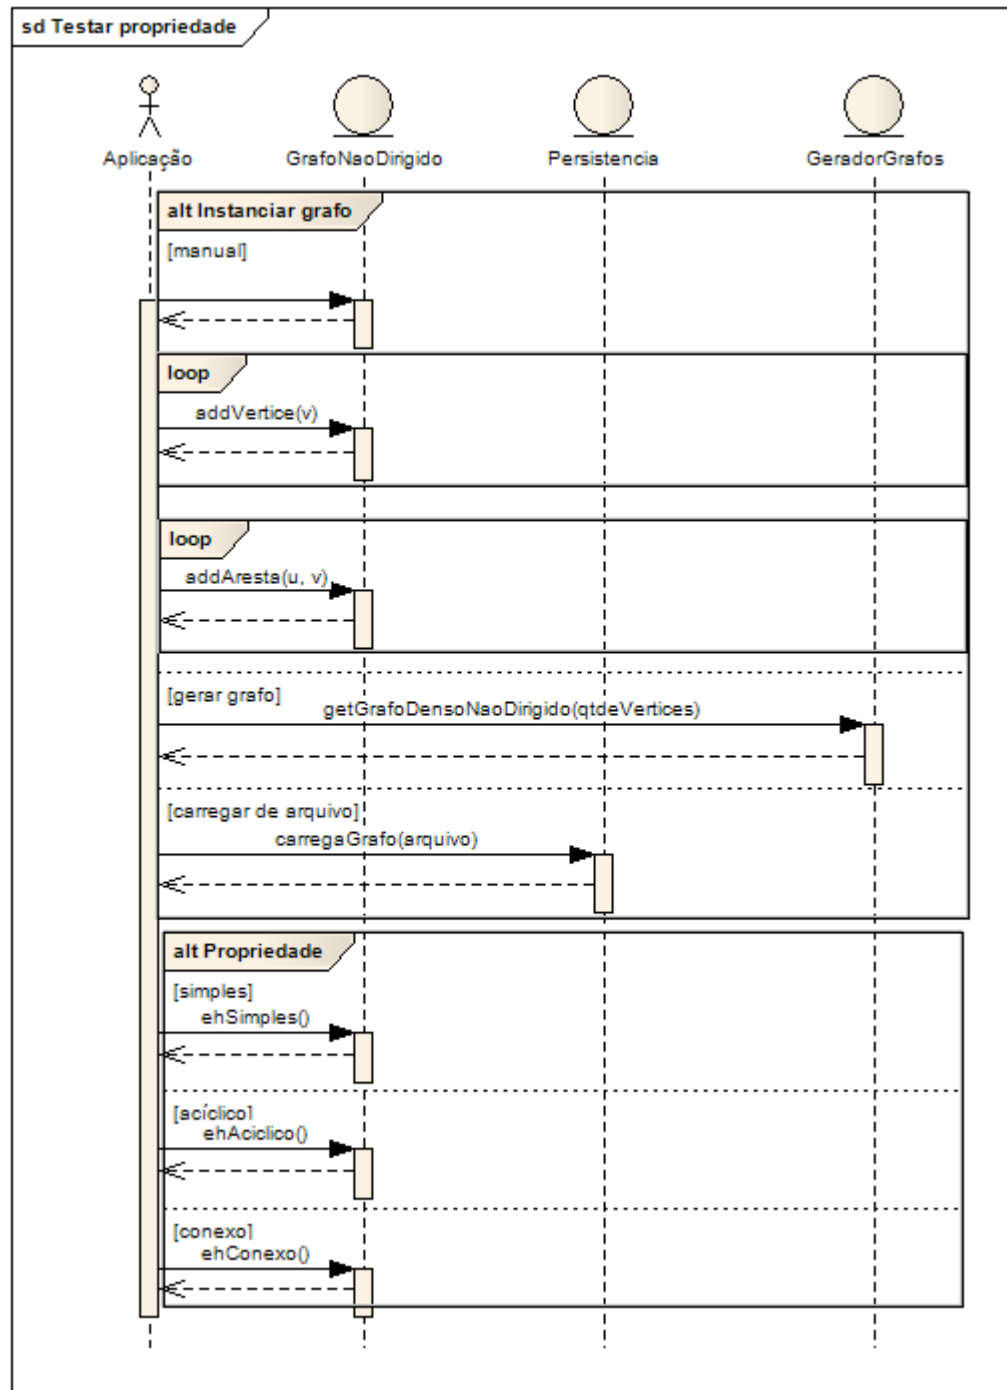 sd Testar propriedade
Aplicação
GrafoNaoDirigido
Persistencia
GeradorGrafos
alt Instanciar grafo
[manual]
loop
addVertice(v)
loop
addAresta(u, v)
[gerar grafo]
getGrafoDensoNaoDirigido(qtdeVertices)
[carregar de arquivo]
carregaGrafo(arquivo)
alt Propriedade
[simples]
ehSimples()
[acíclico]
ehAciclico()
[conexo]
ehConexo()